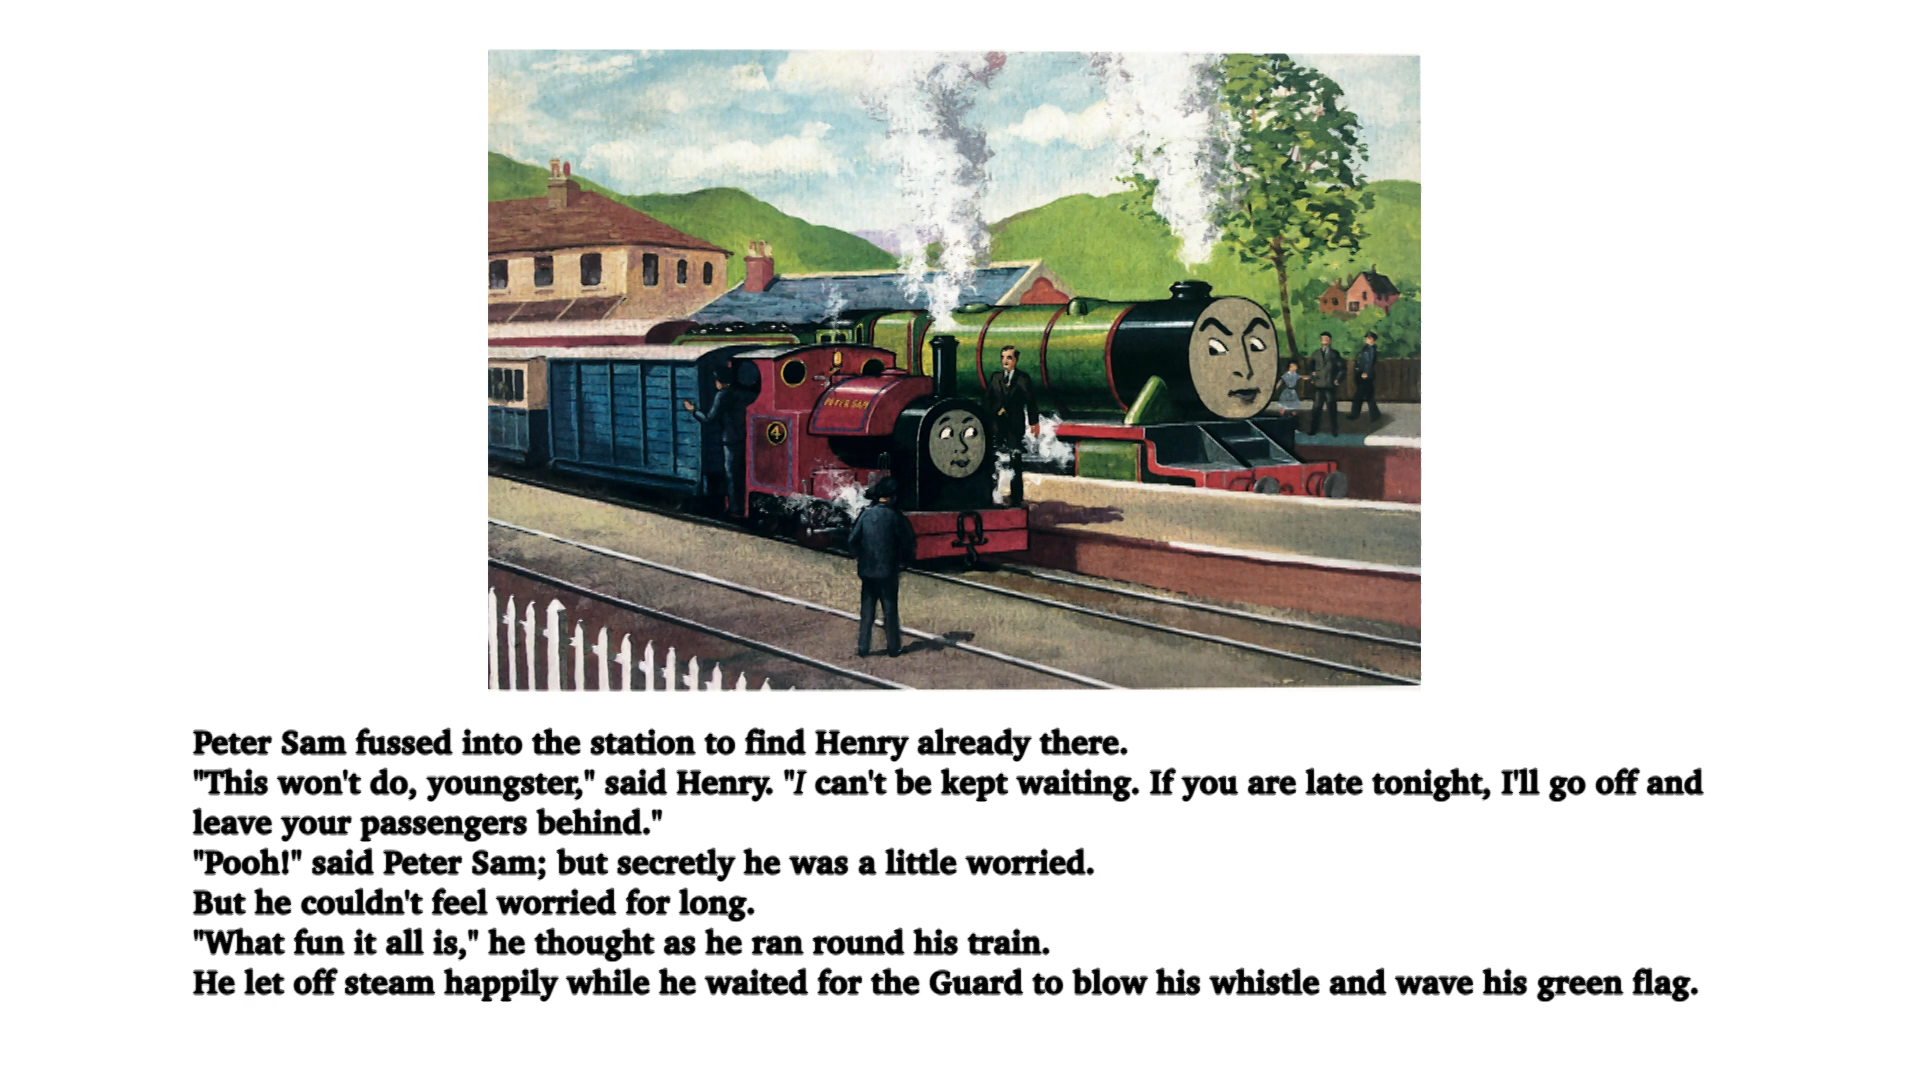 PETER SAM
4
Peter Sam fussed into the station to find Henry already there.
"This won't do, youngster," said Henry. "I can't be kept waiting. If you are late tonight, I'll go off and
leave your passengers behind."
"Pooh!" said Peter Sam; but secretly he was a little worried.
But he couldn't feel worried for long.
"What fun it all is," he thought as he ran round his train.
He let off steam happily while he waited for the Guard to blow his whistle and wave his green flag.